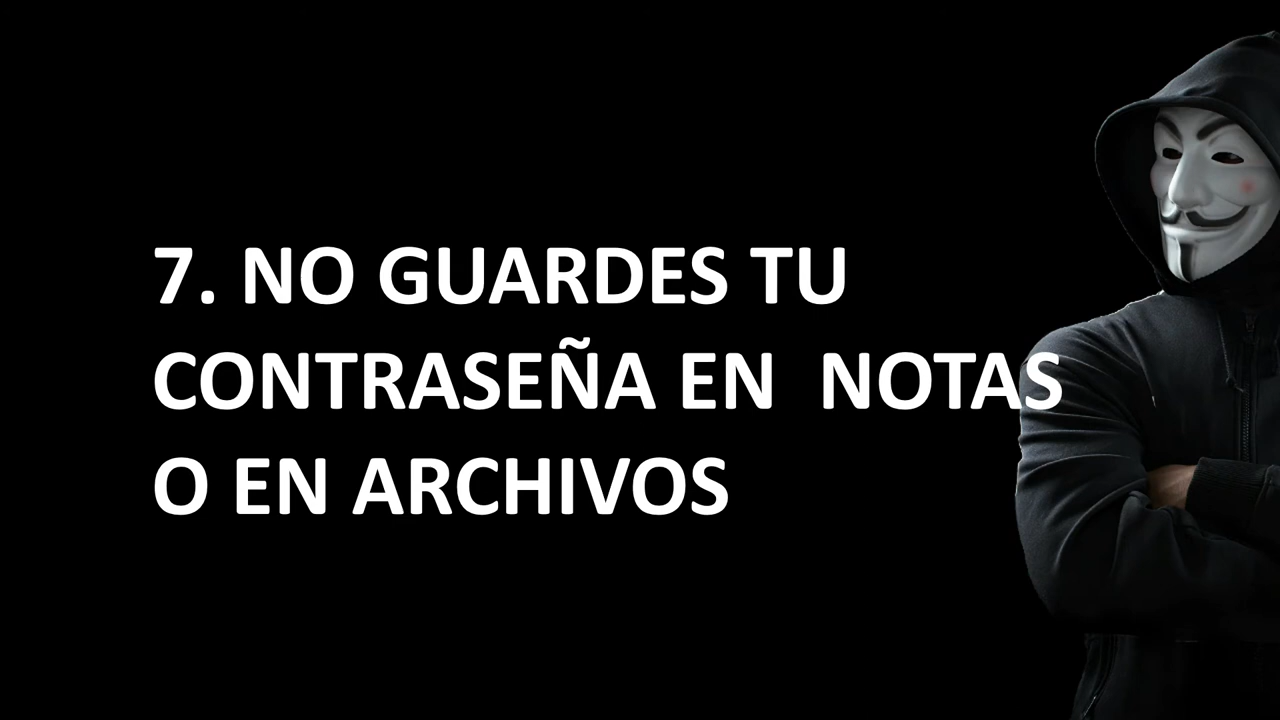 7. NO GUARDES TU
CONTRASEÑA EN  NOTAS
O EN ARCHIVOS